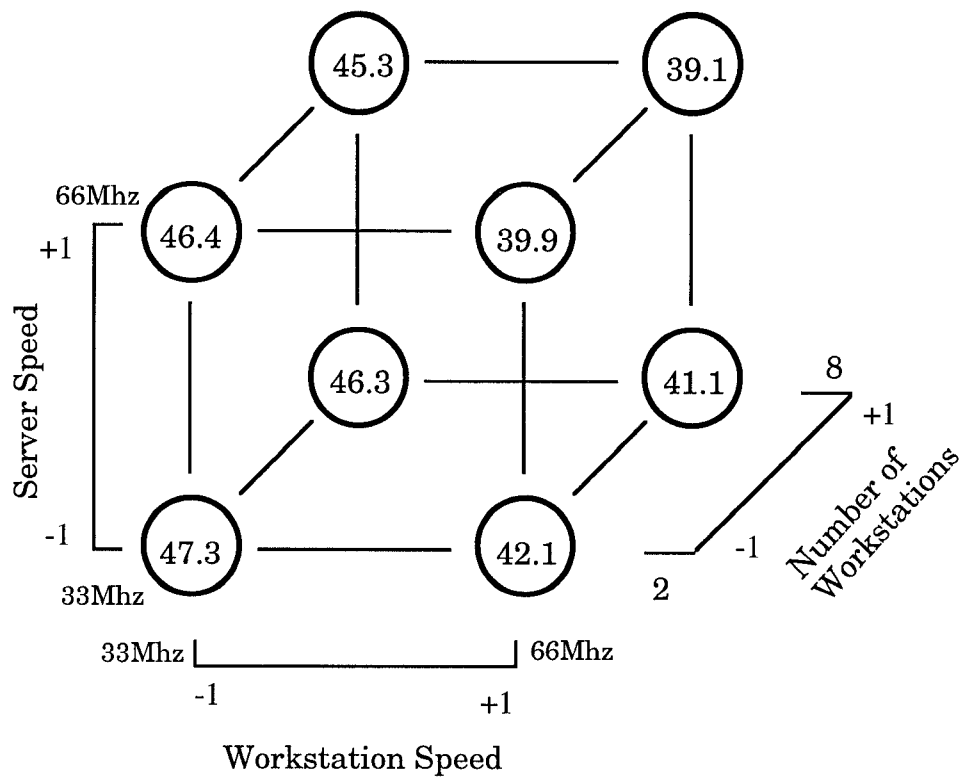 45.3
39.1
66Mhz
46.4
39.9
+1
Server Speed
46.3
41.1
8
+1
Number of
Workstations
-1
47.3
42.1
-1
2
33Mhz
33Mhz
66Mhz
-1
+1
Workstation Speed